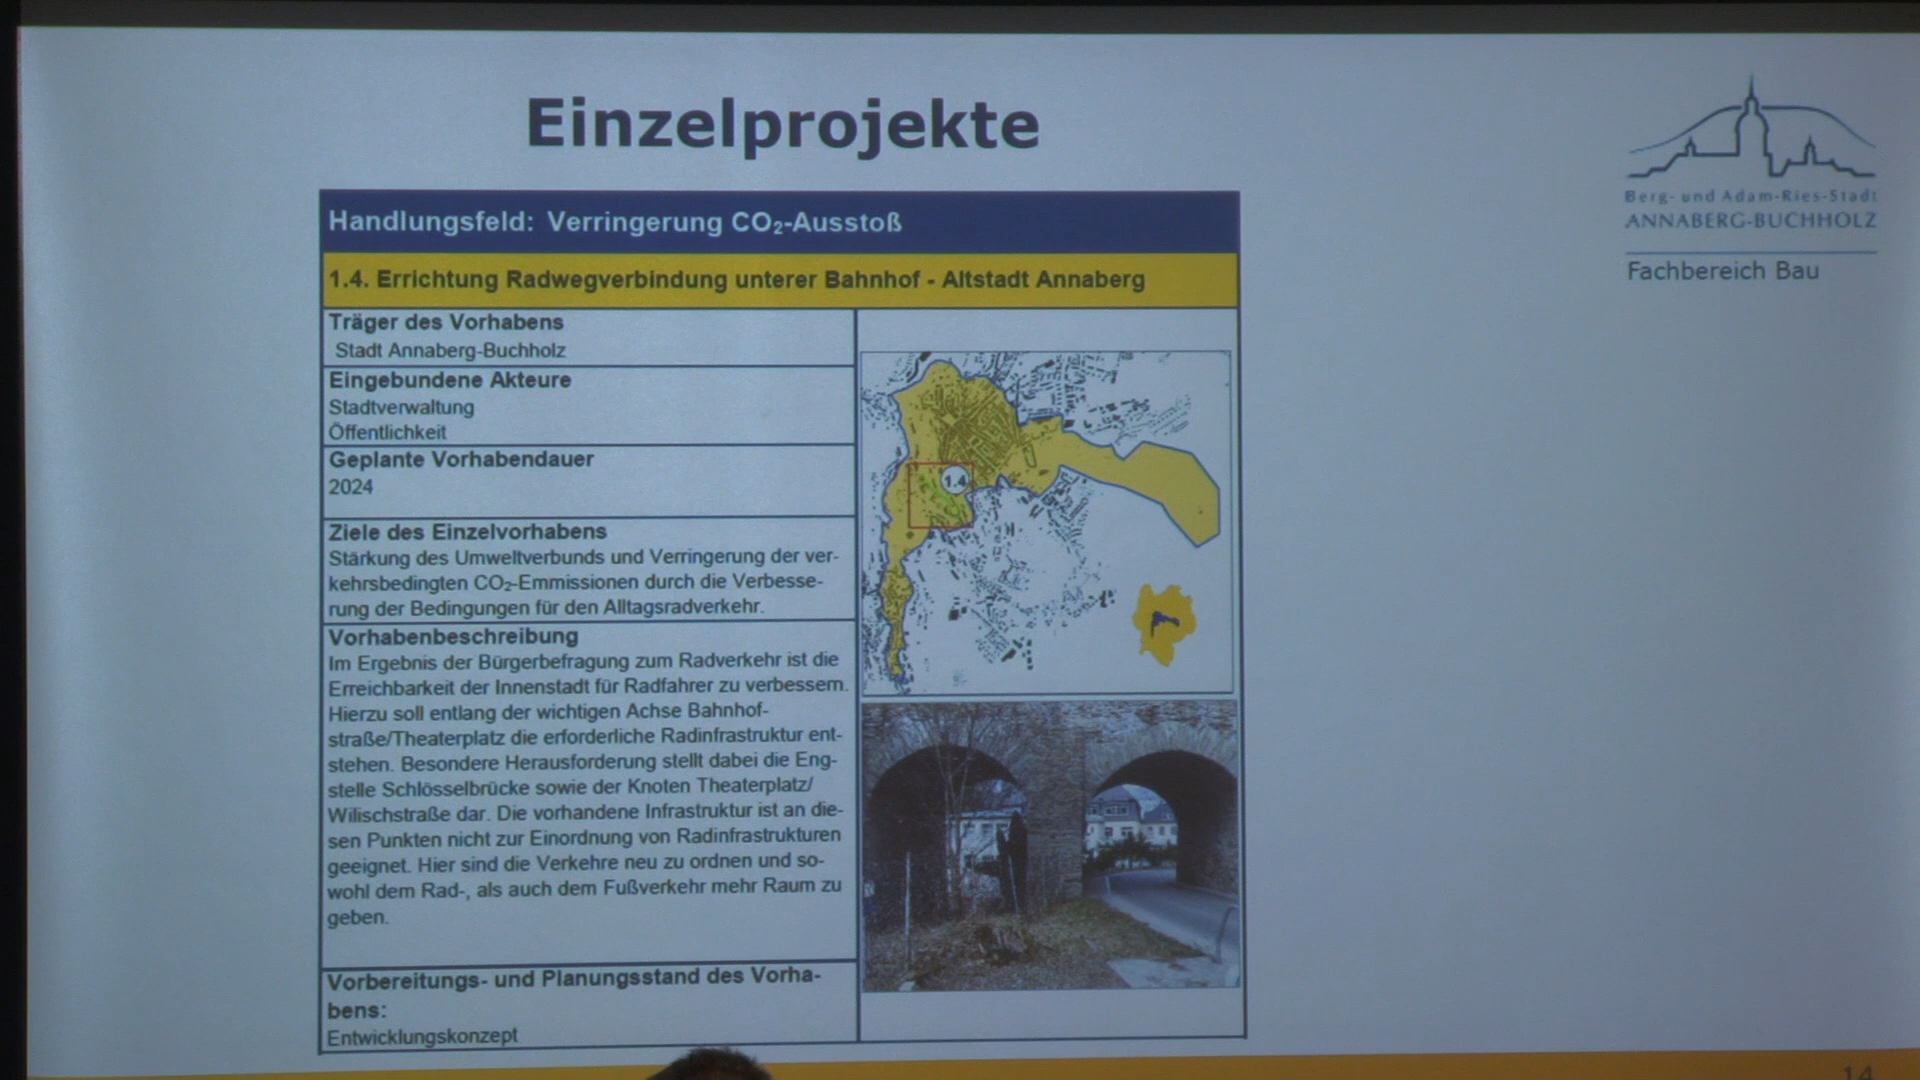 Einzelprojekte
Berg- und Adam-Ries-Stadt
ANNABERG-BUCHHOLZ
Fachbereich Bau
Handlungsfeld: Verringerung CO₂-Ausstoß
1.4. Errichtung Radwegverbindung unterer Bahnhof - Altstadt Annaberg
Träger des Vorhabens
Stadt Annaberg-Buchholz
Eingebundene Akteure
Stadtverwaltung
Öffentlichkeit
Geplante Vorhabendauer
2024
Ziele des Einzelvorhabens
Stärkung des Umweltverbunds und Verringerung der ver-
kehrsbedingten CO₂-Emmissionen durch die Verbesse-
rung der Bedingungen für den Alltagsradverkehr.
Vorhabenbeschreibung
Im Ergebnis der Bürgerbefragung zum Radverkehr ist die
Erreichbarkeit der Innenstadt für Radfahrer zu verbessern.
Hierzu soll entlang der wichtigen Achse Bahnhof-
straße/Theaterplatz die erforderliche Radinfrastruktur ent-
stehen. Besondere Herausforderung stellt dabei die Eng-
stelle Schlösselbrücke sowie der Knoten Theaterplatz/
Wilischstraße dar. Die vorhandene Infrastruktur ist an die-
sen Punkten nicht zur Einordnung von Radinfrastrukturen
geeignet. Hier sind die Verkehre neu zu ordnen und so-
wohl dem Rad-, als auch dem Fußverkehr mehr Raum zu
geben.
Vorbereitungs- und Planungsstand des Vorha-
bens:
Entwicklungskonzept
1.4
14